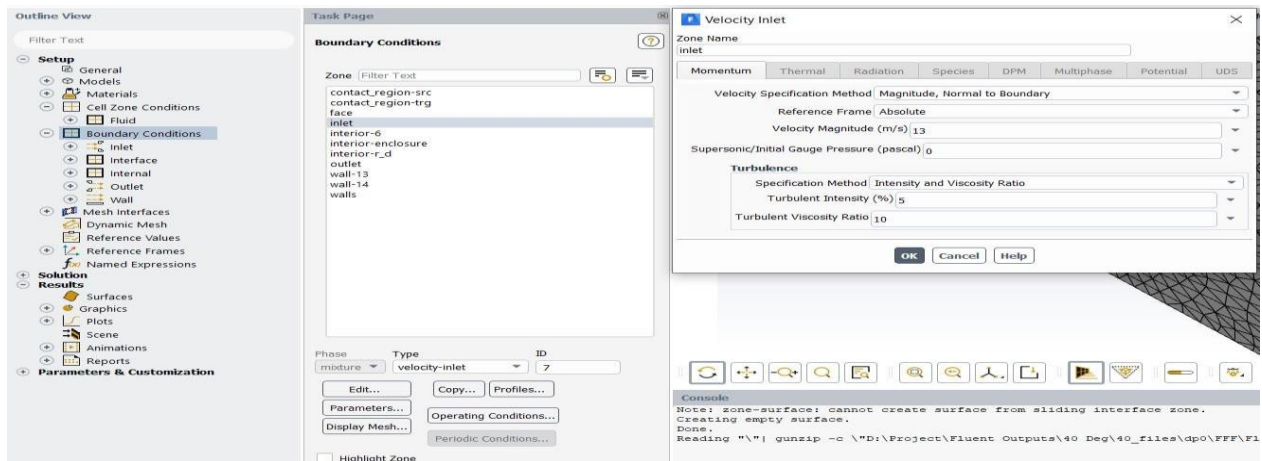 Outline View
Filter Text
Setup
General
Models
Materials
Cell Zone Conditions
Fluid
Boundary Conditions
Inlet
Interface
Internal
Outlet
Wall
Mesh Interfaces
Dynamic Mesh
Reference Values
Reference Frames
Named Expressions
Solution
Results
Surfaces
Graphics
Plots
Scene
Animations
Reports
Parameters & Customization
Task Page
Boundary Conditions
Zone Filter Text
contact_region-src
contact_region-trg
face
inlet
interior-6
interior-enclosure
interior-r_d
outlet
wall-13
wall-14
walls
Phase Type ID
mixture velocity-inlet 7
Edit... Copy... Profiles...
Parameters... Operating Conditions...
Display Mesh... Periodic Conditions...
Highlight Zone
Velocity Inlet
Zone Name
inlet
Momentum Thermal Radiation Species DPM Multiphase Potential UDS
Velocity Specification Method Magnitude, Normal to Boundary
Reference Frame Absolute
Velocity Magnitude (m/s) 13
Supersonic/Initial Gauge Pressure (pascal) 0
Turbulence
Specification Method Intensity and Viscosity Ratio
Turbulent Intensity (%) 5
Turbulent Viscosity Ratio 10
OK Cancel Help
Console
Note: zone-surface: cannot create surface from sliding interface zone.
Creating empty surface.
Done.
Reading "\"| gunzip -c \"D:\Project\Fluent Outputs\40 Deg\40_files\dp0\FFF\Fl